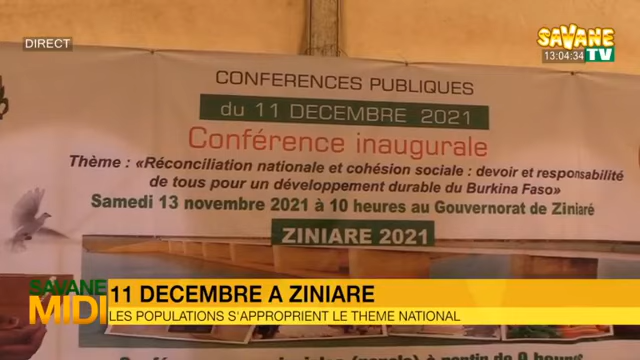 DIRECT
SAVANE TV
13:04:34
CONFERENCES PUBLIQUES
du 11 DECEMBRE 2021
Conférence inaugurale
Thème : «Réconciliation nationale et cohésion sociale : devoir et responsabilité
de tous pour un développement durable du Burkina Faso»
Samedi 13 novembre 2021 à 10 heures au Gouvernorat de Ziniaré
ZINIARE 2021
SAVANE
MIDI
11 DECEMBRE A ZINIARE
LES POPULATIONS S'APPROPRIENT LE THEME NATIONAL